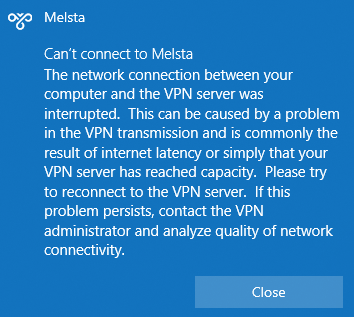 Melsta
Can't connect to Melsta
The network connection between your
computer and the VPN server was
interrupted.  This can be caused by a problem
in the VPN transmission and is commonly the
result of internet latency or simply that your
VPN server has reached capacity.  Please try
to reconnect to the VPN server.  If this
problem persists, contact the VPN
administrator and analyze quality of network
connectivity.
Close